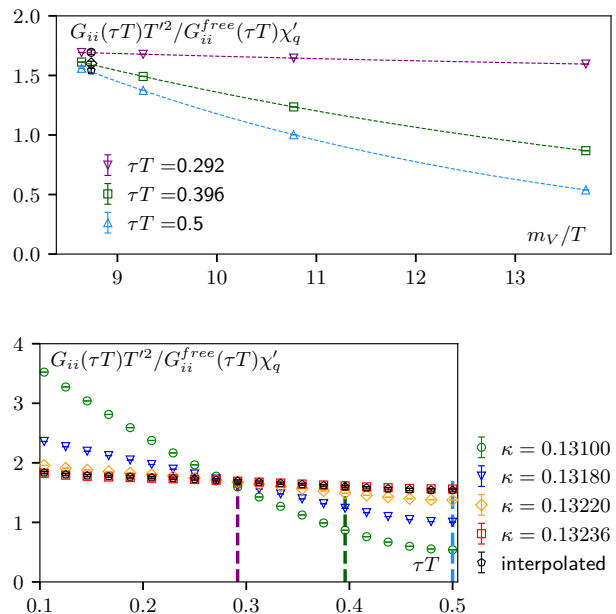 G_{ii}(τT)T'^2/G_{ii}^{free}(τT)χ'_q
2.0
1.5
1.0
0.5
0.0
τT =0.292
τT =0.396
τT =0.5
m_V/T
9 10 11 12 13
G_{ii}(τT)T'^2/G_{ii}^{free}(τT)χ'_q
4
3
2
1
0
τT
0.1 0.2 0.3 0.4 0.5
κ = 0.13100
κ = 0.13180
κ = 0.13220
κ = 0.13236
interpolated